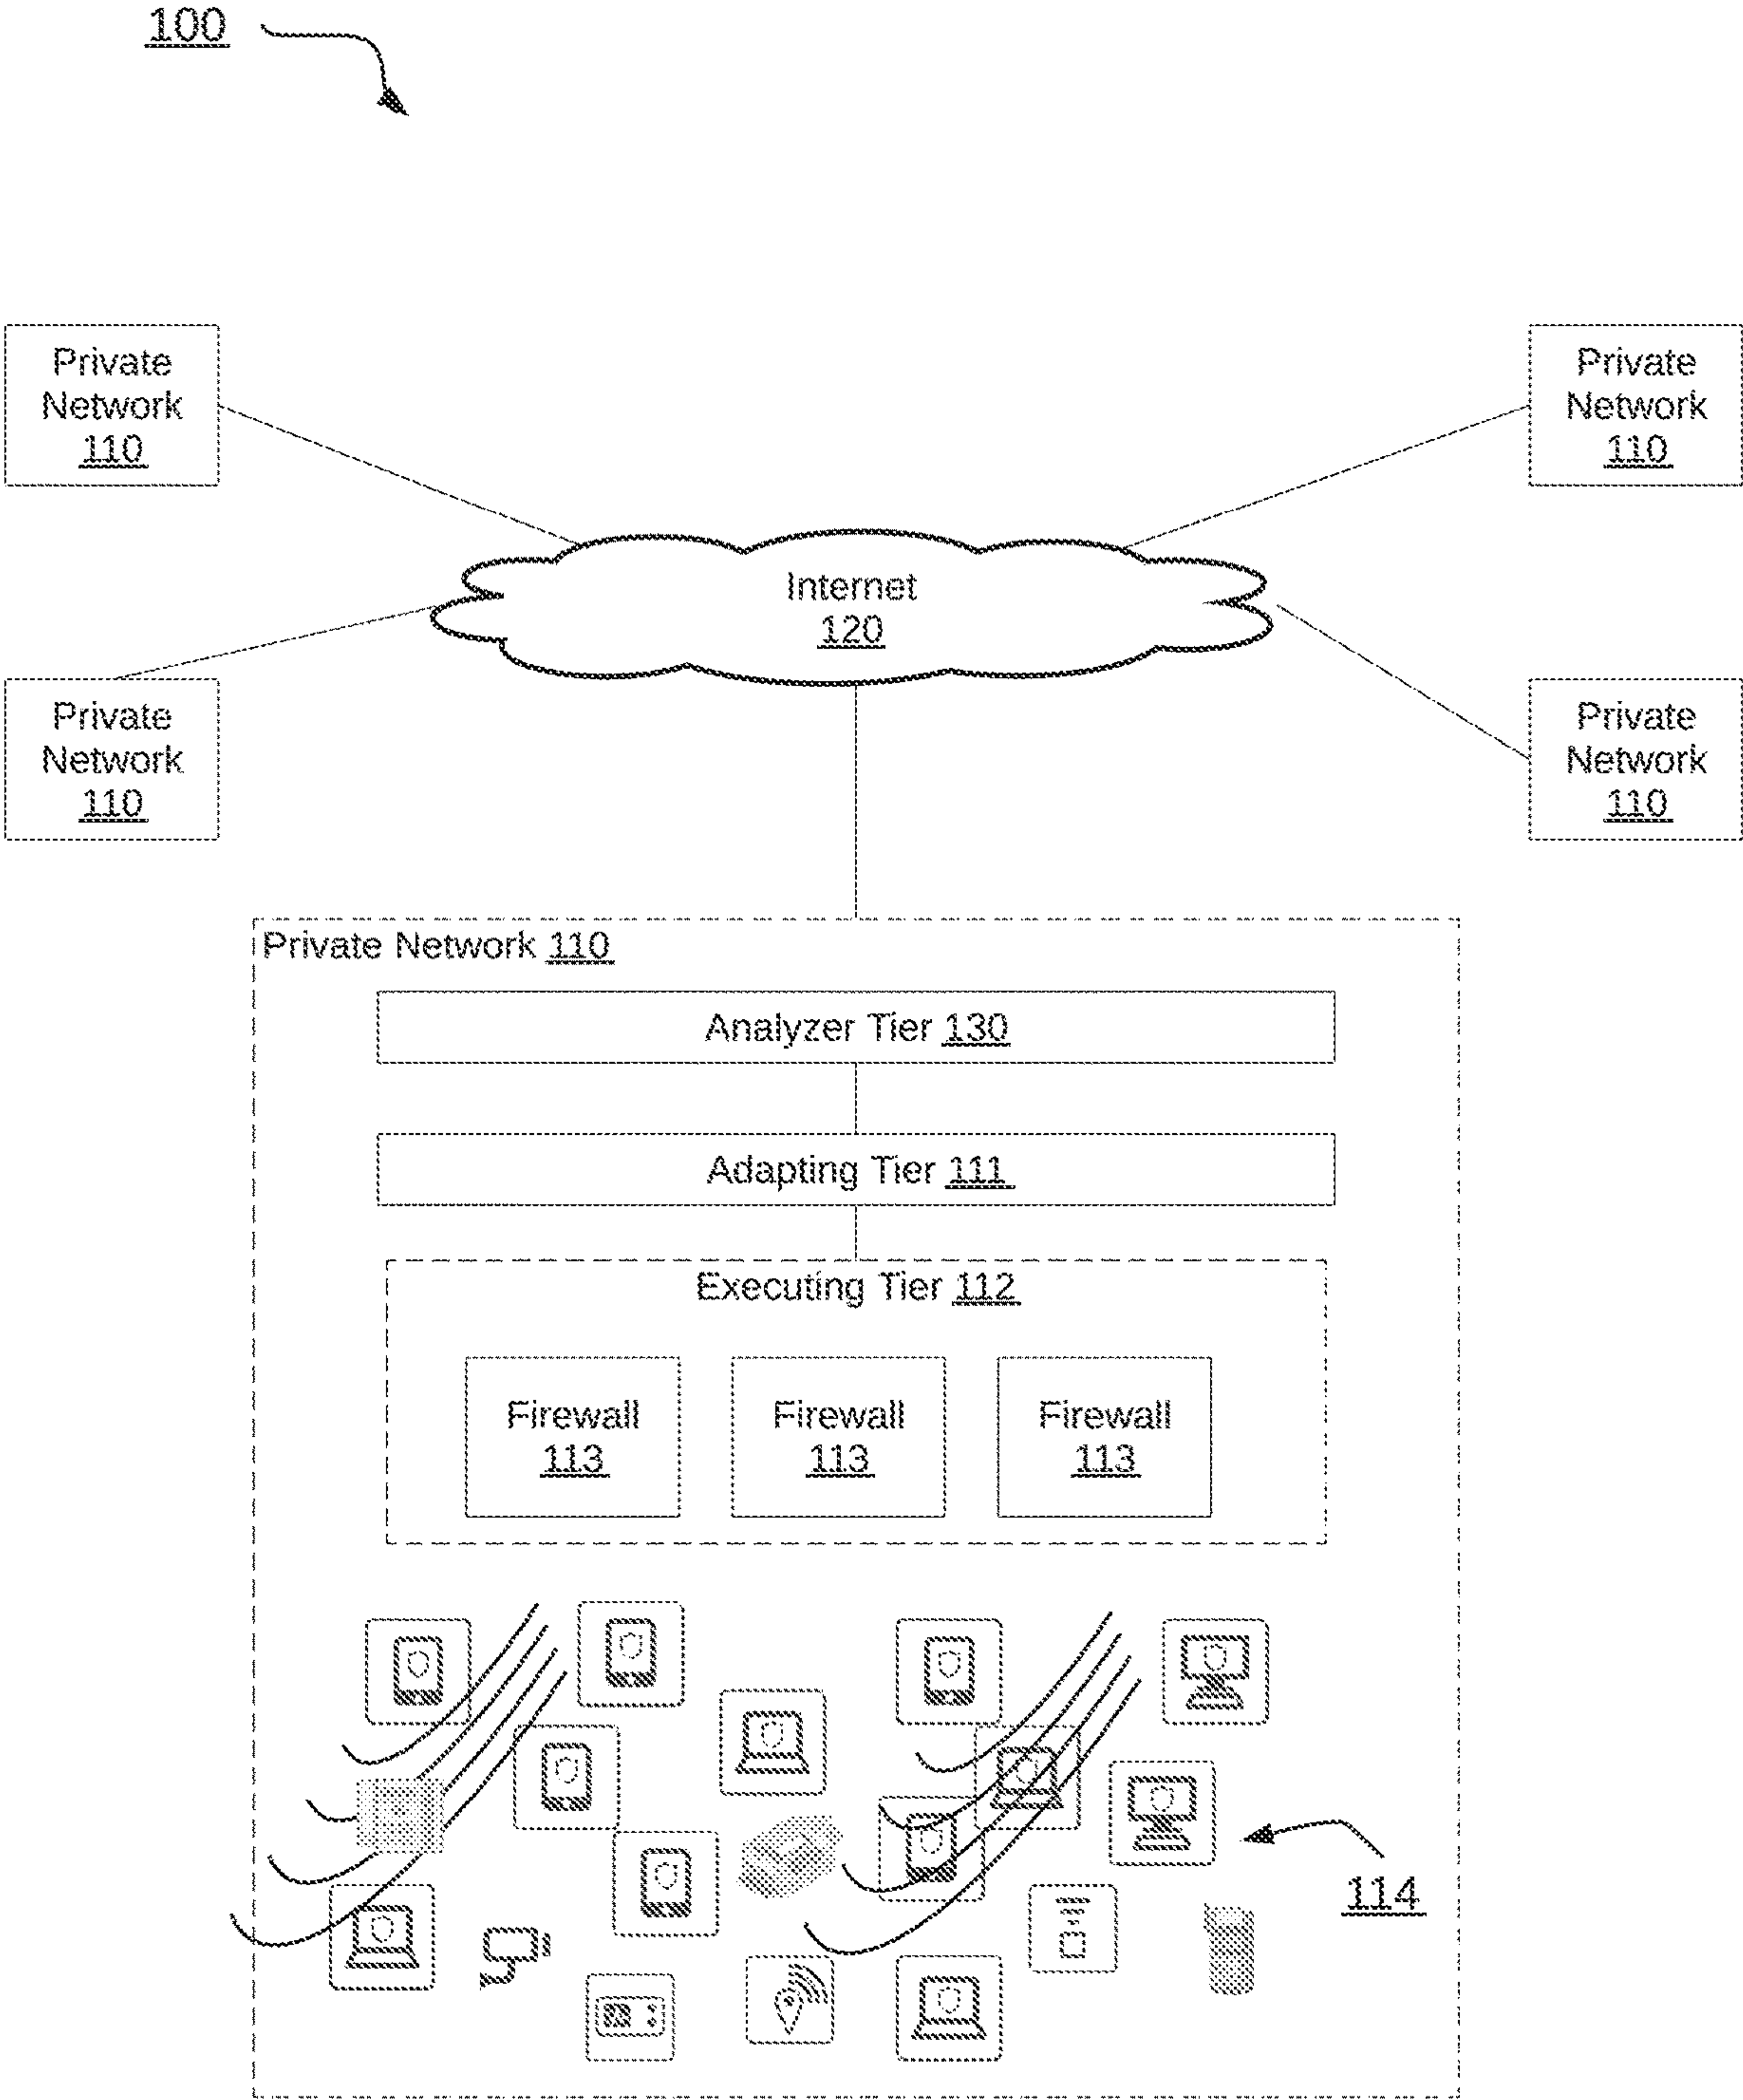 100
Private
Network
110
Private
Network
110
Internet
120
Private
Network
110
Private
Network
110
Private Network 110
Analyzer Tier 130
Adapting Tier 111
Executing Tier 112
Firewall
113
Firewall
113
Firewall
113
114